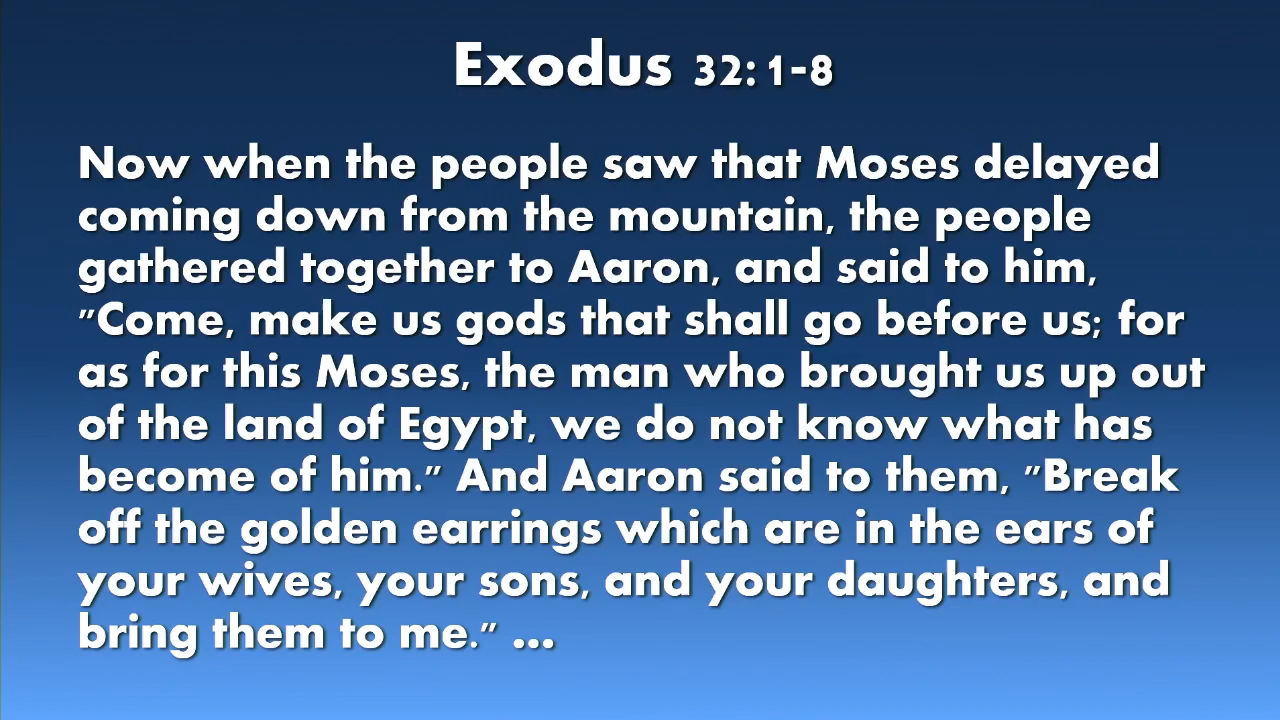 Exodus 32:1-8
Now when the people saw that Moses delayed
coming down from the mountain, the people
gathered together to Aaron, and said to him,
"Come, make us gods that shall go before us; for
as for this Moses, the man who brought us up out
of the land of Egypt, we do not know what has
become of him." And Aaron said to them, "Break
off the golden earrings which are in the ears of
your wives, your sons, and your daughters, and
bring them to me." ...